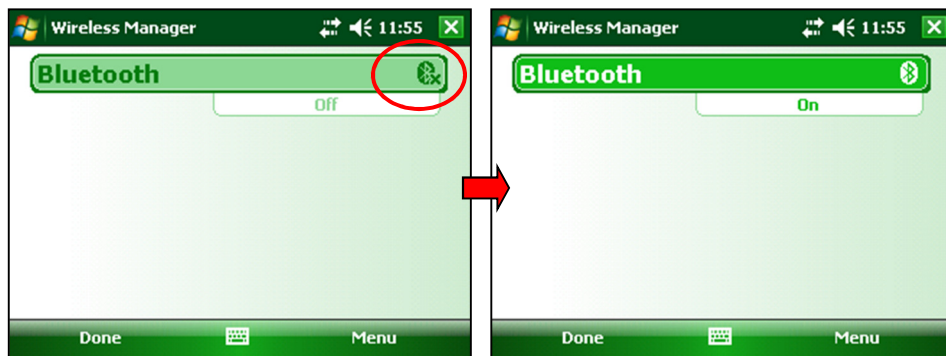 Wireless Manager 11:55
Bluetooth
Off
Done Menu
Wireless Manager 11:55
Bluetooth
On
Done Menu